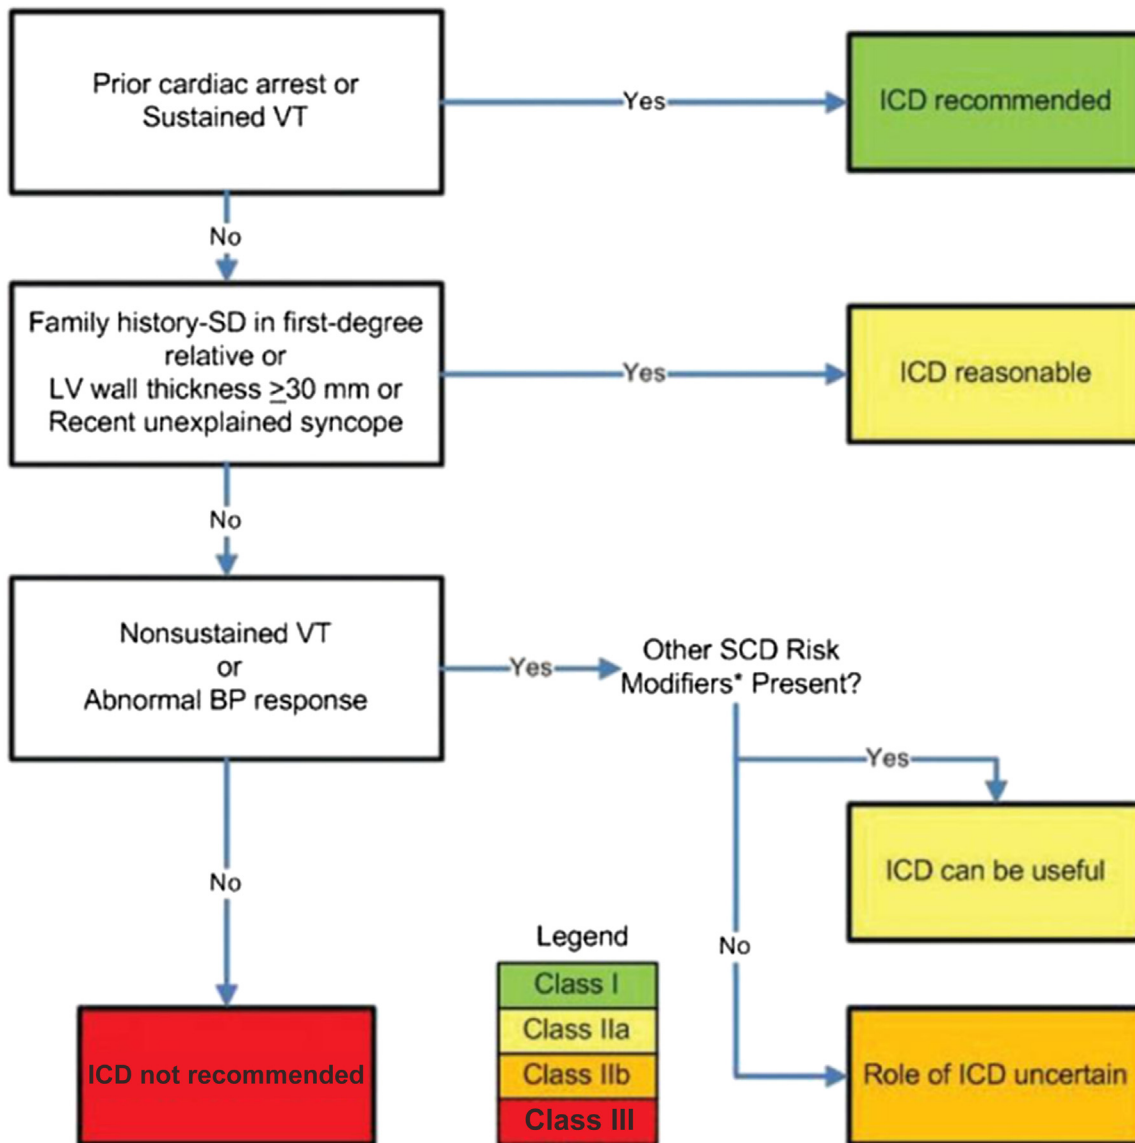 Prior cardiac arrest or
Sustained VT
Yes
ICD recommended
No
Family history-SD in first-degree
relative or
LV wall thickness ≥30 mm or
Recent unexplained syncope
Yes
ICD reasonable
No
Nonsustained VT
or
Abnormal BP response
Yes
Other SCD Risk
Modifiers* Present?
Yes
ICD can be useful
No
No
Legend
Class I
Class IIa
Class IIb
Class III
ICD not recommended
Role of ICD uncertain